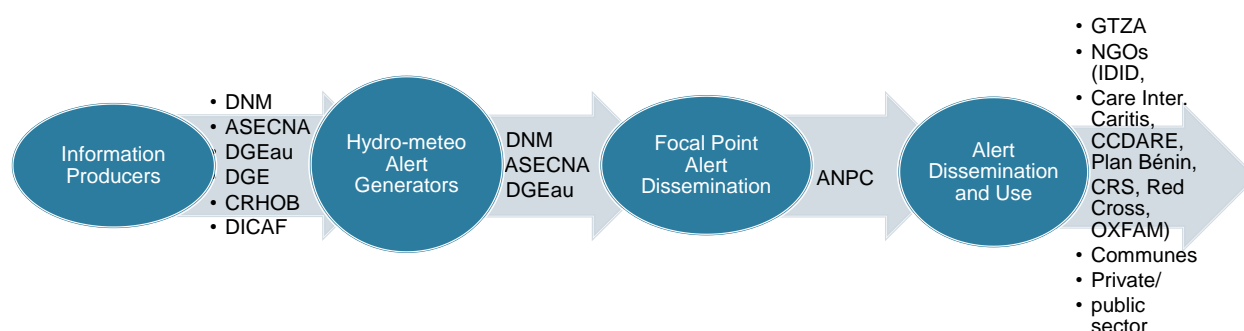 Information
Producers
• DNM
• ASECNA
• DGEau
• DGE
• CRHOB
• DICAF
Hydro-meteo
Alert
Generators
DNM
ASECNA
DGEau
Focal Point
Alert
Dissemination
ANPC
Alert
Dissemination
and Use
• GTZA
• NGOs
(IDID,
• Care Inter.
Caritis,
CCDARE,
Plan Bénin,
CRS, Red
Cross,
OXFAM)
• Communes
• Private/
• public
sector